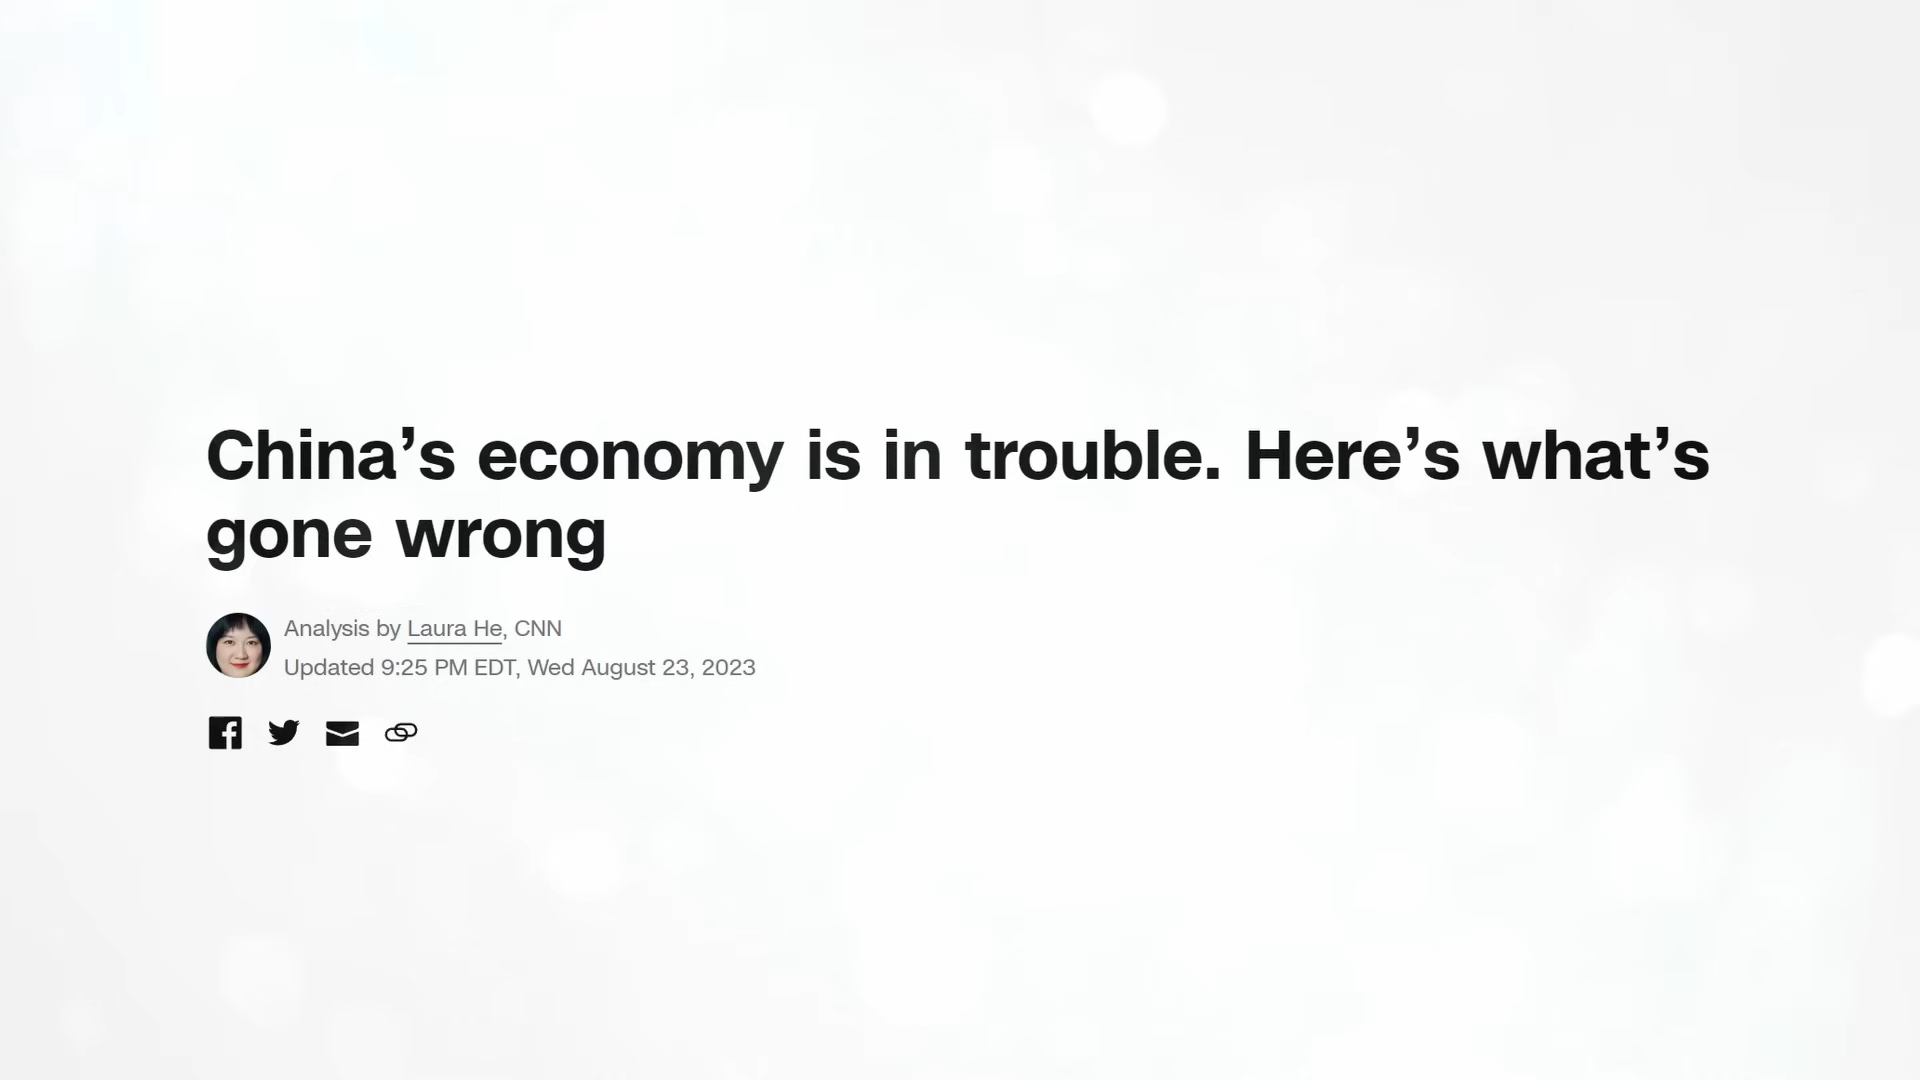 China’s economy is in trouble. Here’s what’s
gone wrong
Analysis by Laura He, CNN
Updated 9:25 PM EDT, Wed August 23, 2023